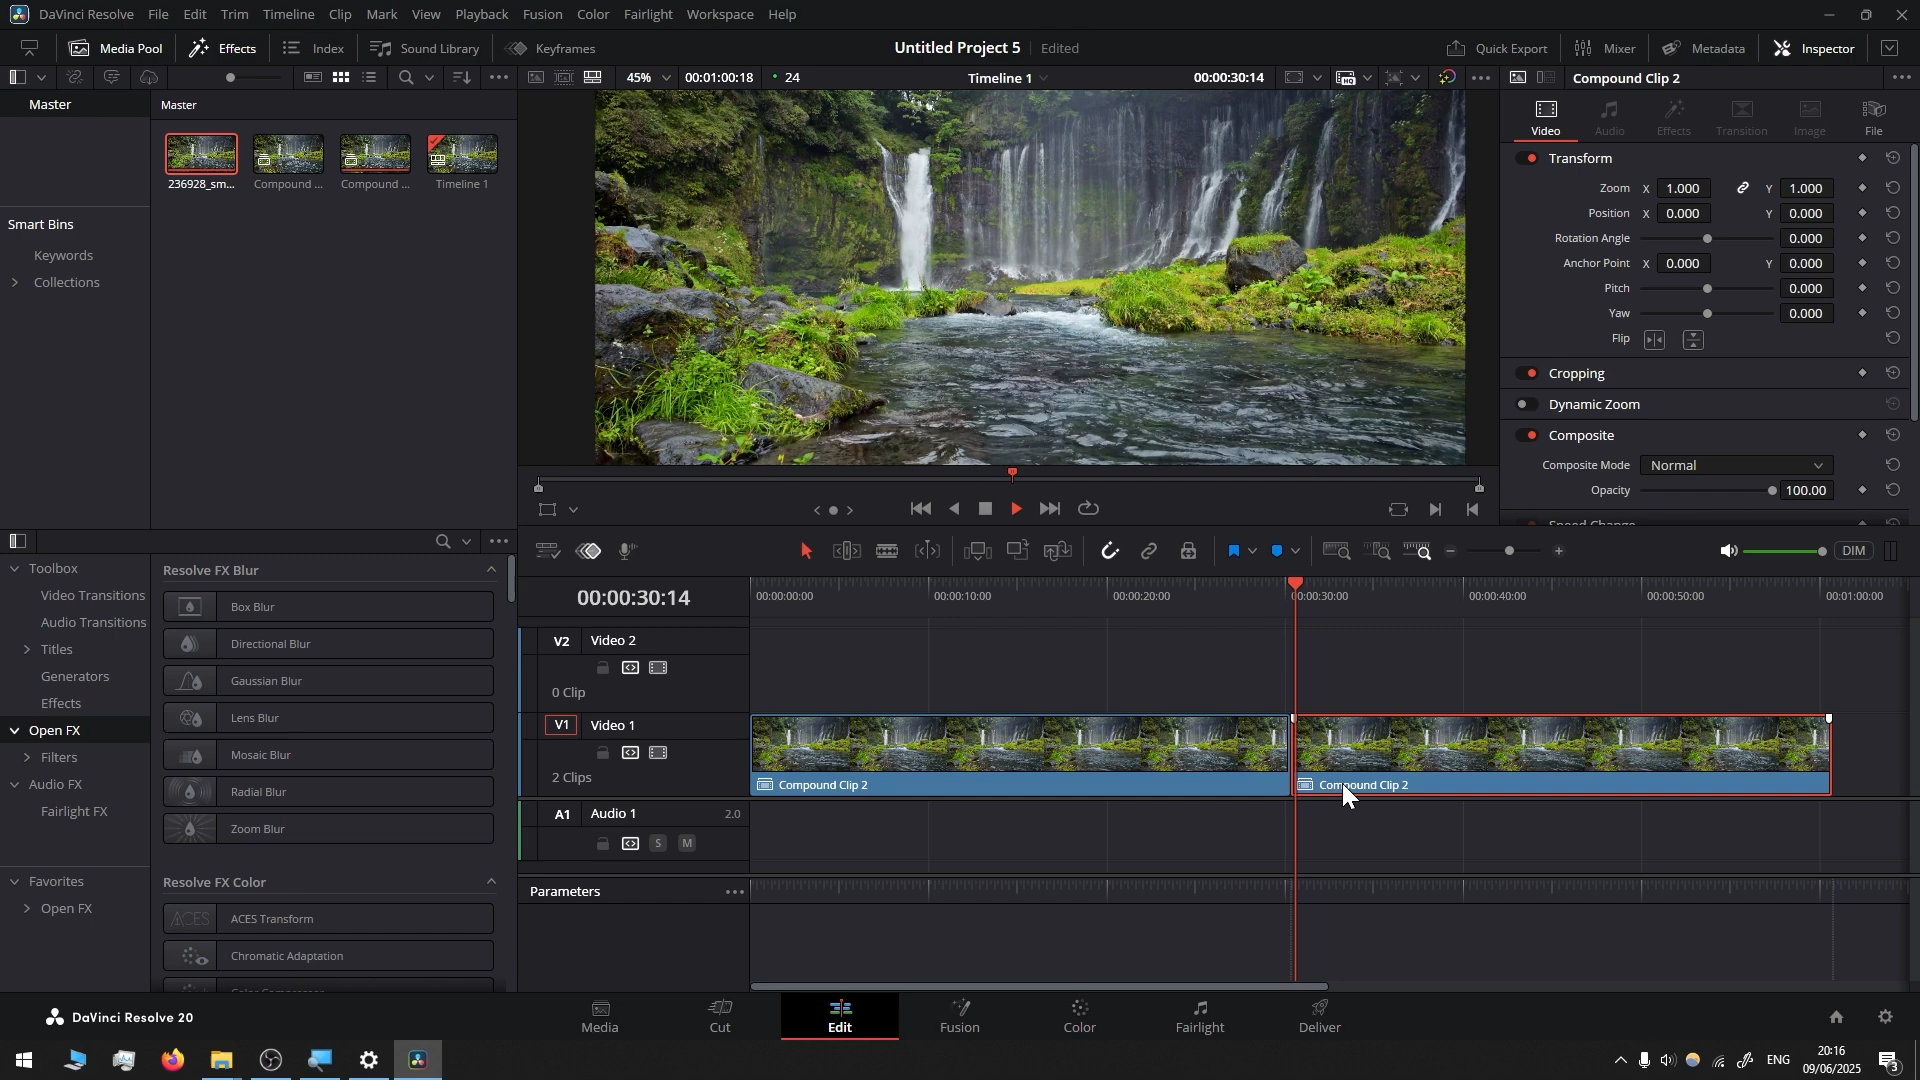 DaVinci Resolve File Edit Trim Timeline Clip Mark View Playback Fusion Color Fairlight Workspace Help
Media Pool Effects Index Sound Library Keyframes Untitled Project 5 Edited Quick Export Mixer Metadata Inspector
45% 00:01:00:18 24 Timeline 1 00:00:30:14 Compound Clip 2
Master
Smart Bins
Keywords
Collections
Master
236928_sm... Compound ... Compound ... Timeline 1
Video Audio Effects Transition Image File
Transform
Zoom X 1.000 Y 1.000
Position X 0.000 Y 0.000
Rotation Angle 0.000
Anchor Point X 0.000 Y 0.000
Pitch 0.000
Yaw 0.000
Flip
Cropping
Dynamic Zoom
Composite
Composite Mode Normal
Opacity 100.00
Speed Change
Toolbox
Video Transitions
Audio Transitions
Titles
Generators
Effects
Open FX
Filters
Audio FX
Fairlight FX
Favorites
Open FX
Resolve FX Blur
Box Blur
Directional Blur
Gaussian Blur
Lens Blur
Mosaic Blur
Radial Blur
Zoom Blur
Resolve FX Color
ACES Transform
Chromatic Adaptation
DIM
00:00:30:14
00:00:00:00 00:00:10:00 00:00:20:00 00:00:30:00 00:00:40:00 00:00:50:00 00:01:00:00
V2 Video 2
0 Clip
V1 Video 1
2 Clips
Compound Clip 2 Compound Clip 2
A1 Audio 1 2.0
S M
Parameters
DaVinci Resolve 20
Media Cut Edit Fusion Color Fairlight Deliver
ENG
20:16
09/06/2025
3